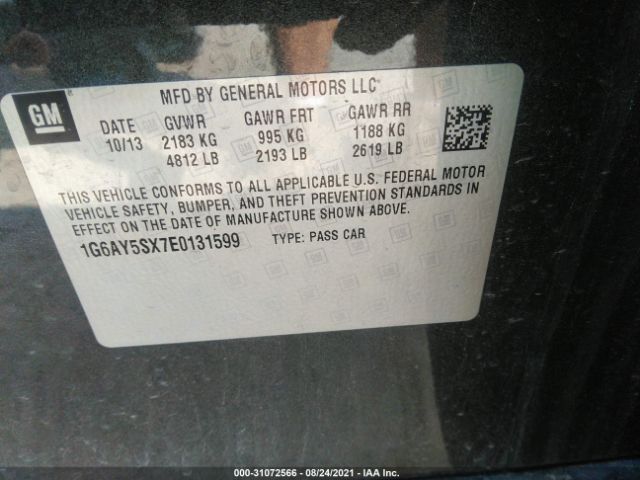 GM ®
MFD BY GENERAL MOTORS LLC
DATE GVWR GAWR FRT GAWR RR
10/13 2183 KG 995 KG 1188 KG
4812 LB 2193 LB 2619 LB
THIS VEHICLE CONFORMS TO ALL APPLICABLE U.S. FEDERAL MOTOR
VEHICLE SAFETY, BUMPER, AND THEFT PREVENTION STANDARDS IN
EFFECT ON THE DATE OF MANUFACTURE SHOWN ABOVE.
1G6AY5SX7E0131599 TYPE: PASS CAR
000-31072566 - 08/24/2021 - IAA Inc.